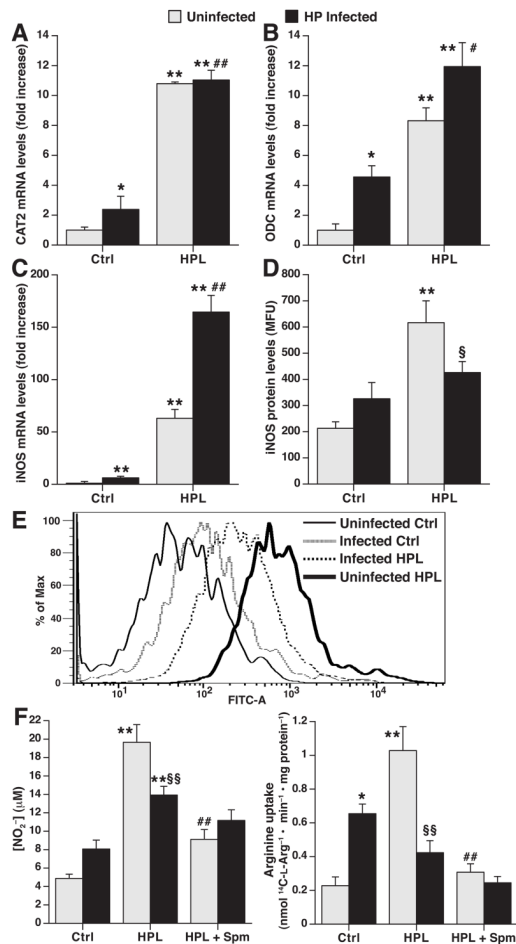 Uninfected HP Infected
A
CAT2 mRNA levels (fold increase)
14
12
10
8
6
4
2
0
*
**
** ##
Ctrl HPL
B
ODC mRNA levels (fold increase)
14
12
10
8
6
4
2
0
*
**
** #
Ctrl HPL
C
iNOS mRNA levels (fold increase)
200
150
100
50
0
**
**
** ##
Ctrl HPL
D
iNOS protein levels (MFU)
800
700
600
500
400
300
200
100
0
**
§
Ctrl HPL
E
% of Max
100
80
60
40
20
0
Uninfected Ctrl
Infected Ctrl
Infected HPL
Uninfected HPL
10¹ 10² 10³ 10⁴
FITC-A
F
[NO₂⁻] (µM)
22
20
18
16
14
12
10
8
6
4
2
0
**
**§§
##
Ctrl HPL HPL + Spm
Arginine uptake
(nmol ¹⁴C-L-Arg⁻¹ • min⁻¹ • mg protein⁻¹)
1.2
1.0
0.8
0.6
0.4
0.2
0
*
**
§§
##
Ctrl HPL HPL + Spm